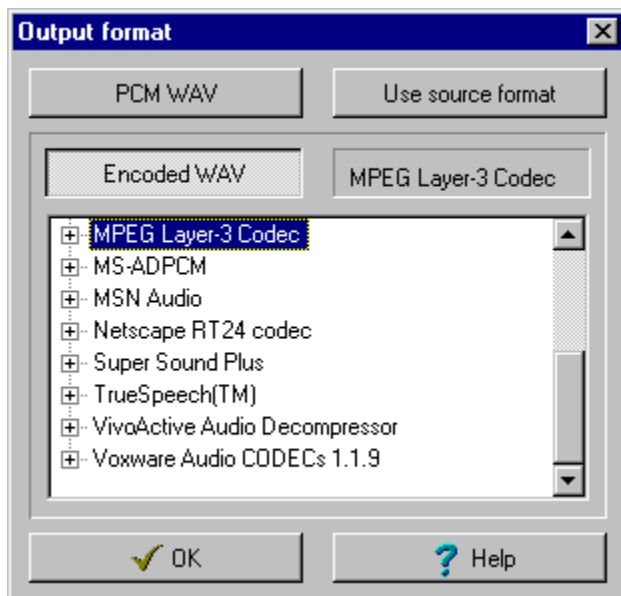 Output format
PCM WAV
Use source format
Encoded WAV
MPEG Layer-3 Codec
MPEG Layer-3 Codec
MS-ADPCM
MSN Audio
Netscape RT24 codec
Super Sound Plus
TrueSpeech(TM)
VivoActive Audio Decompressor
Voxware Audio CODECs 1.1.9
OK
Help